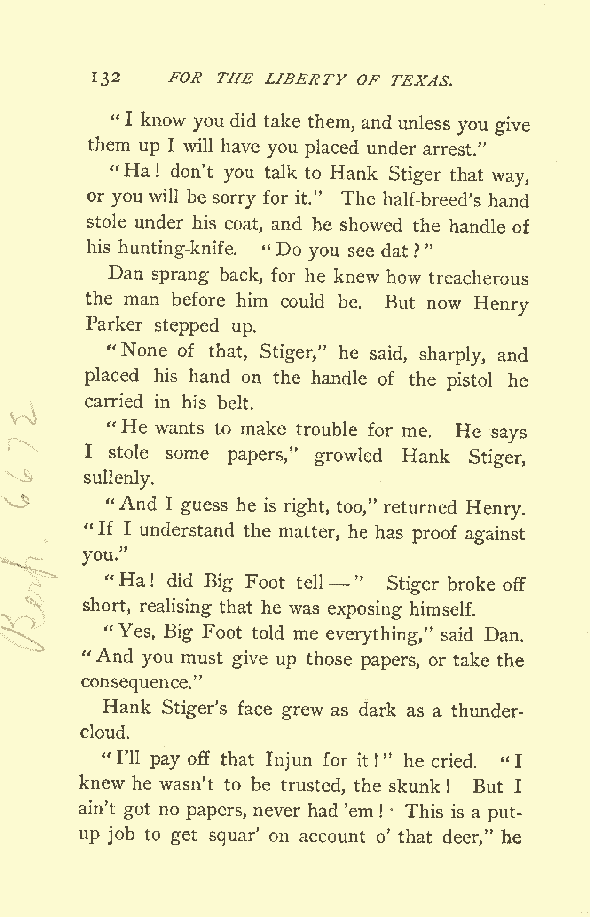 132 FOR THE LIBERTY OF TEXAS.
"I know you did take them, and unless you give
them up I will have you placed under arrest."
"Ha! don't you talk to Hank Stiger that way,
or you will be sorry for it." The half-breed's hand
stole under his coat, and he showed the handle of
his hunting-knife. "Do you see dat?"
Dan sprang back, for he knew how treacherous
the man before him could be. But now Henry
Parker stepped up.
"None of that, Stiger," he said, sharply, and
placed his hand on the handle of the pistol he
carried in his belt.
"He wants to make trouble for me. He says
I stole some papers," growled Hank Stiger,
sullenly.
"And I guess he is right, too," returned Henry.
"If I understand the matter, he has proof against
you."
"Ha! did Big Foot tell—" Stiger broke off
short, realising that he was exposing himself.
"Yes, Big Foot told me everything," said Dan.
"And you must give up those papers, or take the
consequence."
Hank Stiger's face grew as dark as a thunder-
cloud.
"I'll pay off that Injun for it!" he cried. "I
knew he wasn't to be trusted, the skunk! But I
ain't got no papers, never had 'em! This is a put-
up job to get squar' on account o' that deer," he